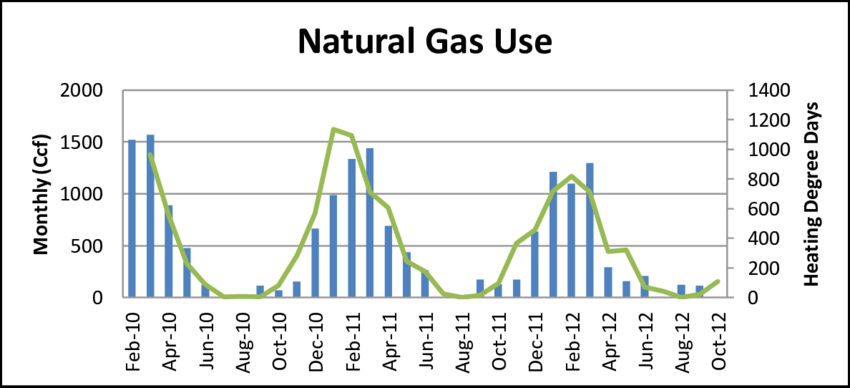 Natural Gas Use
Monthly (Ccf)
2000
1500
1000
500
0
1400
1200
1000
800
600
400
200
0
Heating Degree Days
Feb-10
Apr-10
Jun-10
Aug-10
Oct-10
Dec-10
Feb-11
Apr-11
Jun-11
Aug-11
Oct-11
Dec-11
Feb-12
Apr-12
Jun-12
Aug-12
Oct-12